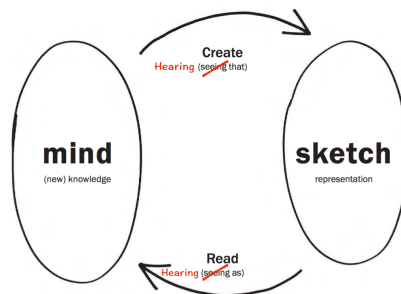 Create
Hearing (seeing that)
mind
(new) knowledge
sketch
representation
Read
Hearing (seeing as)